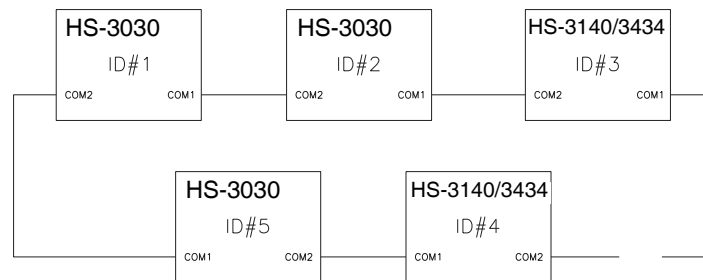 HS-3030
ID#1
COM2 COM1
HS-3030
ID#2
COM2 COM1
HS-3140/3434
ID#3
COM2 COM1
HS-3030
ID#5
COM1 COM2
HS-3140/3434
ID#4
COM1 COM2